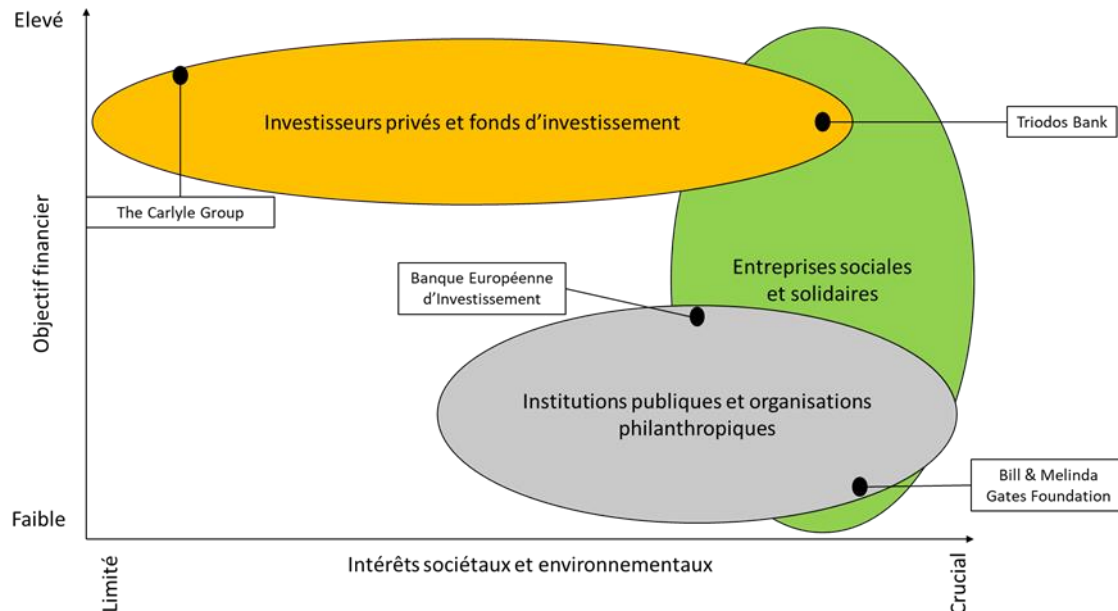 Elevé
Investisseurs privés et fonds d'investissement
Triodos Bank
The Carlyle Group
Objectif financier
Banque Européenne
d'Investissement
Entreprises sociales
et solidaires
Institutions publiques et organisations
philanthropiques
Bill & Melinda
Gates Foundation
Faible
Limité
Intérêts sociétaux et environnementaux
Crucial